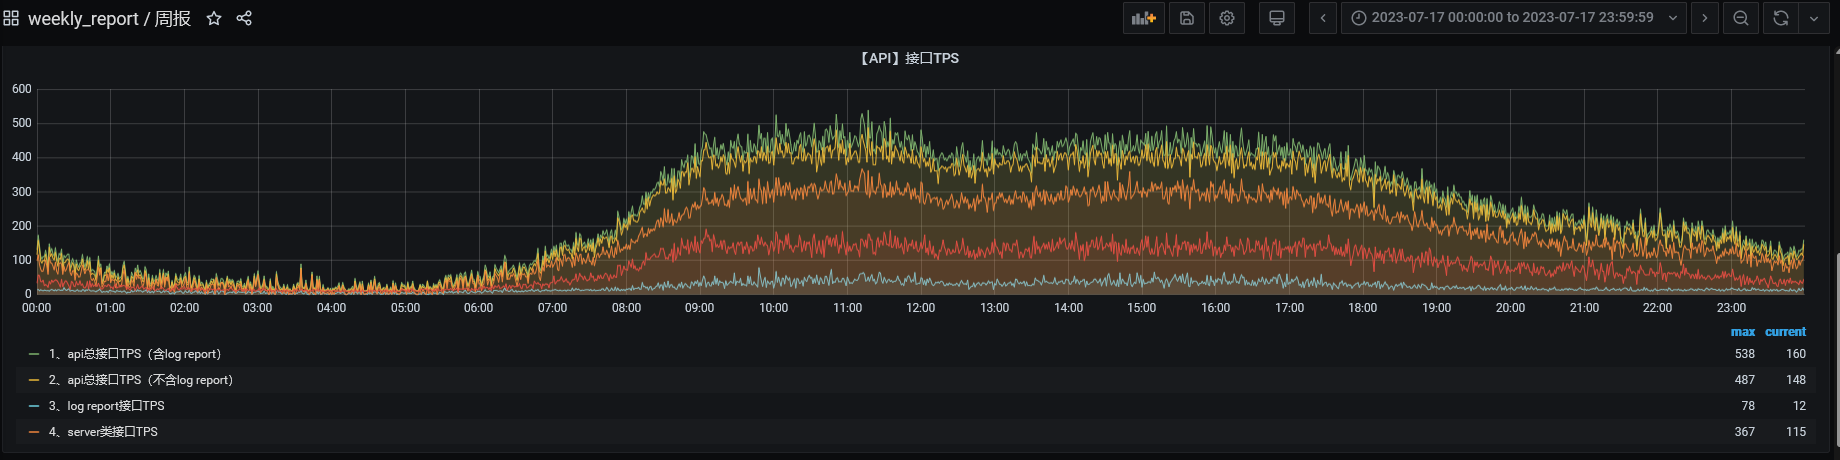 weekly_report / 周报
2023-07-17 00:00:00 to 2023-07-17 23:59:59
【API】接口TPS
600
500
400
300
200
100
0
00:00 01:00 02:00 03:00 04:00 05:00 06:00 07:00 08:00 09:00 10:00 11:00 12:00 13:00 14:00 15:00 16:00 17:00 18:00 19:00 20:00 21:00 22:00 23:00
max current
1、api总接口TPS（含log report） 538 160
2、api总接口TPS（不含log report） 487 148
3、log report接口TPS 78 12
4、server类接口TPS 367 115